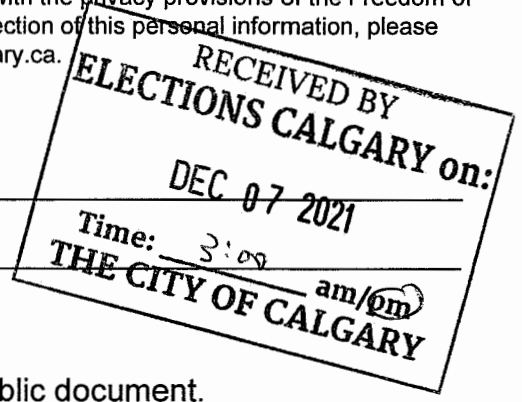 with the privacy provisions of the Freedom of
ection of this personal information, please
ary.ca.
RECEIVED BY
ELECTIONS CALGARY on:
DEC 07 2021
Time: 3:00 am/pm
THE CITY OF CALGARY
blic document.